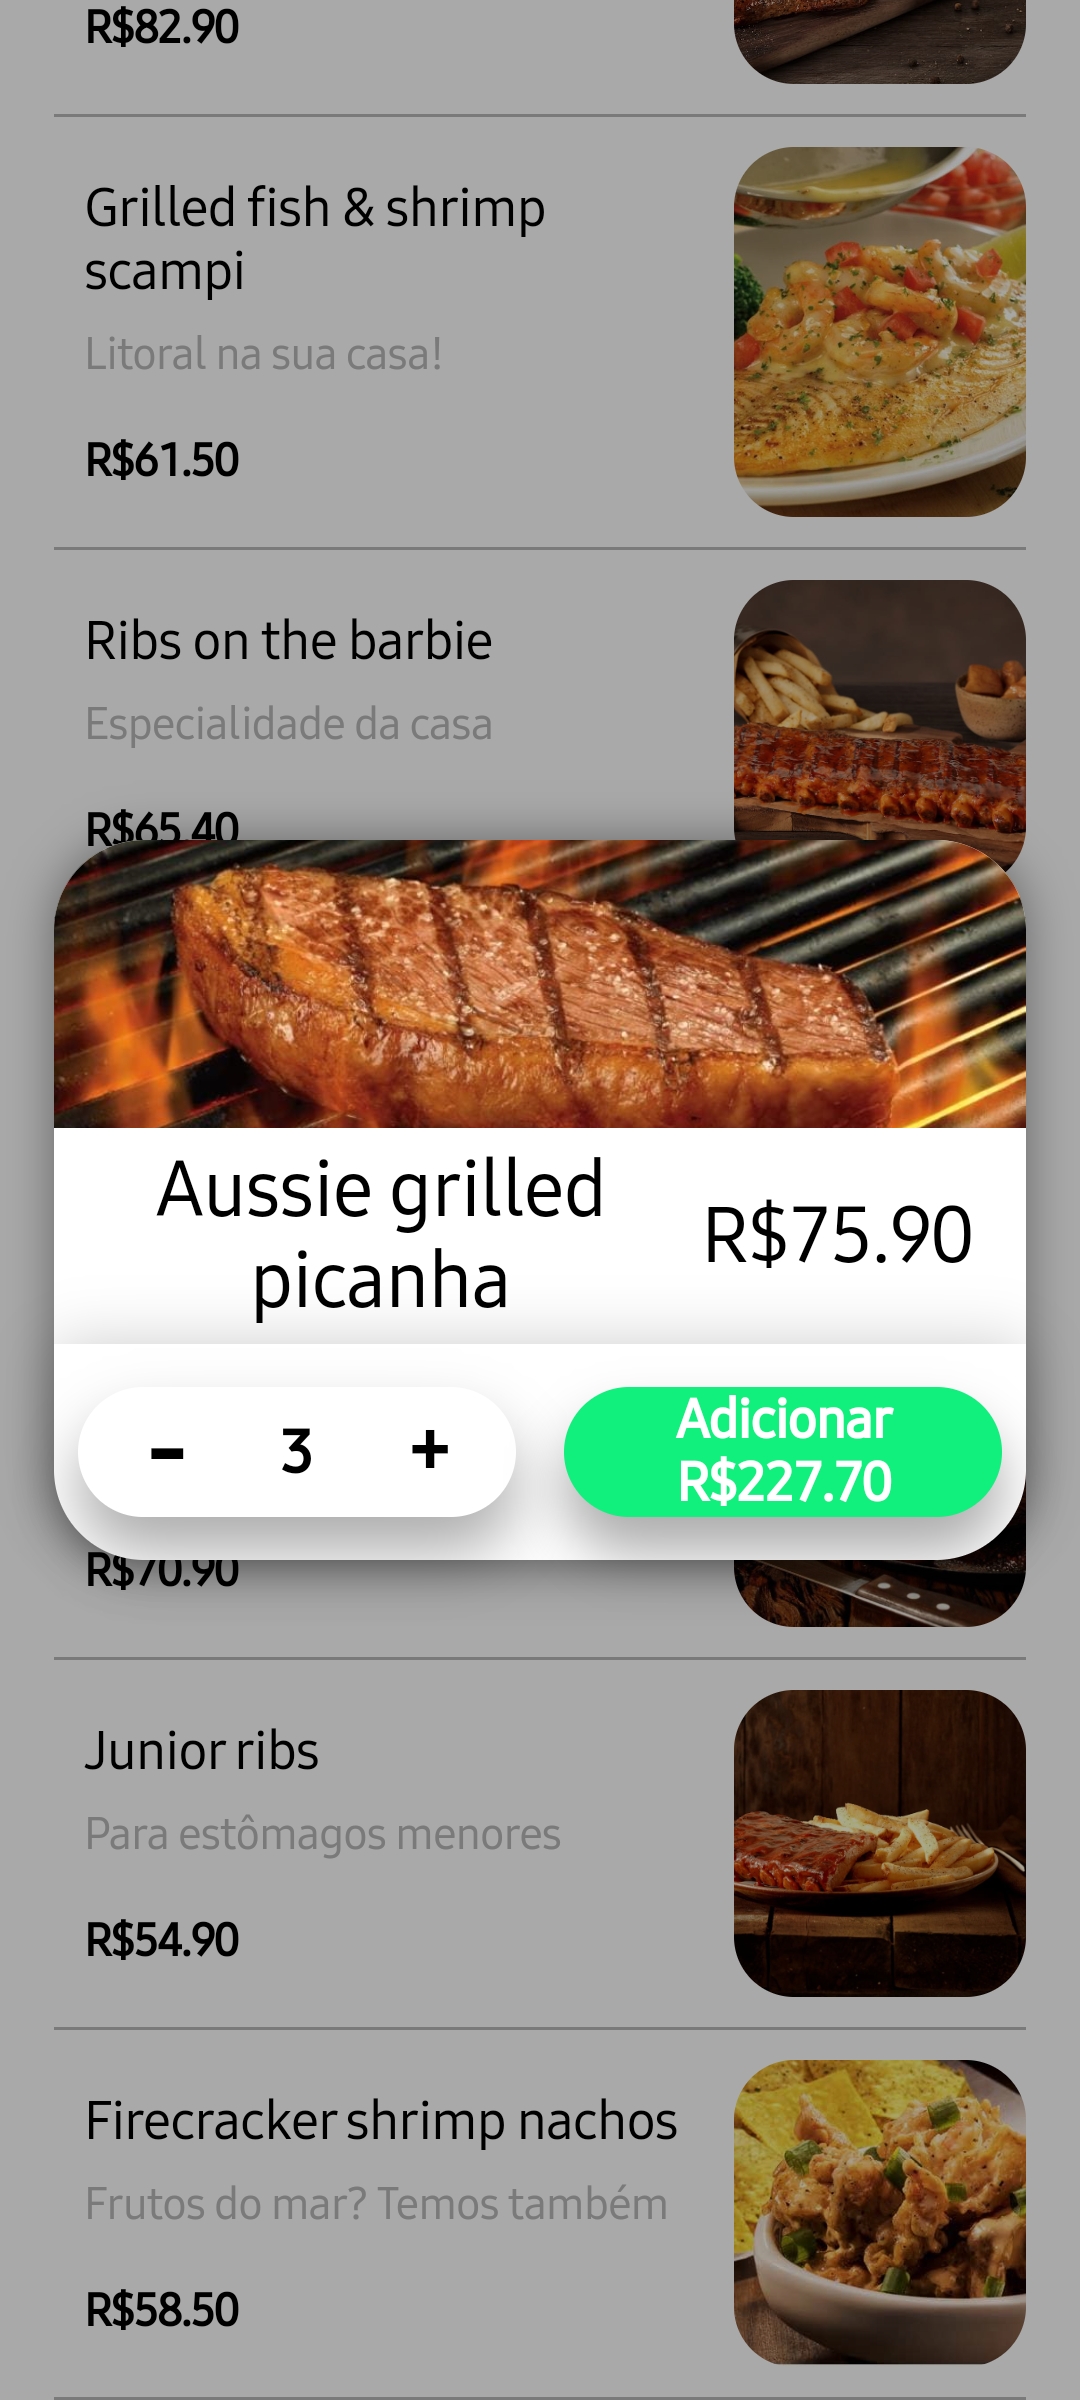 R$82.90
Grilled fish & shrimp
scampi
Litoral na sua casa!
R$61.50
Ribs on the barbie
Especialidade da casa
R$65.40
Aussie grilled
picanha
R$75.90
- 3 +
Adicionar
R$227.70
R$70.90
Junior ribs
Para estômagos menores
R$54.90
Firecracker shrimp nachos
Frutos do mar? Temos também
R$58.50